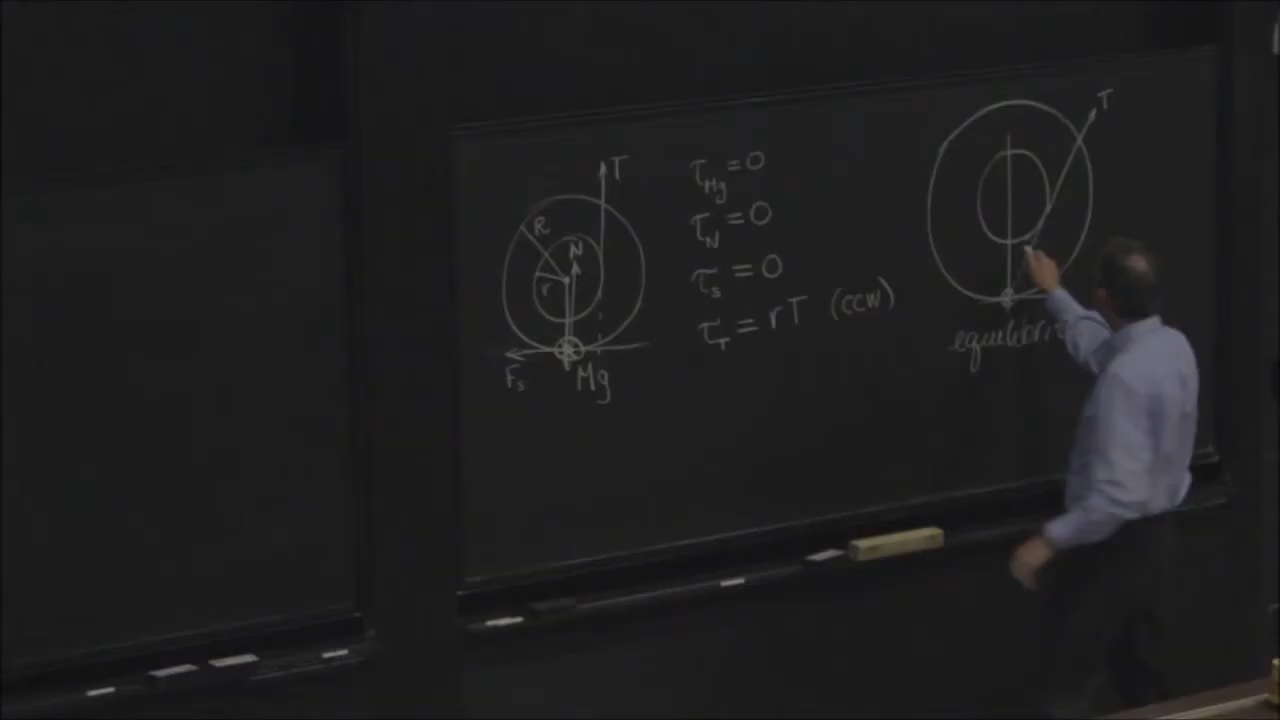 T
R
N
r
F_s
Mg
τ_Mg = 0
τ_N = 0
τ_s = 0
τ_T = rT (ccw)
T